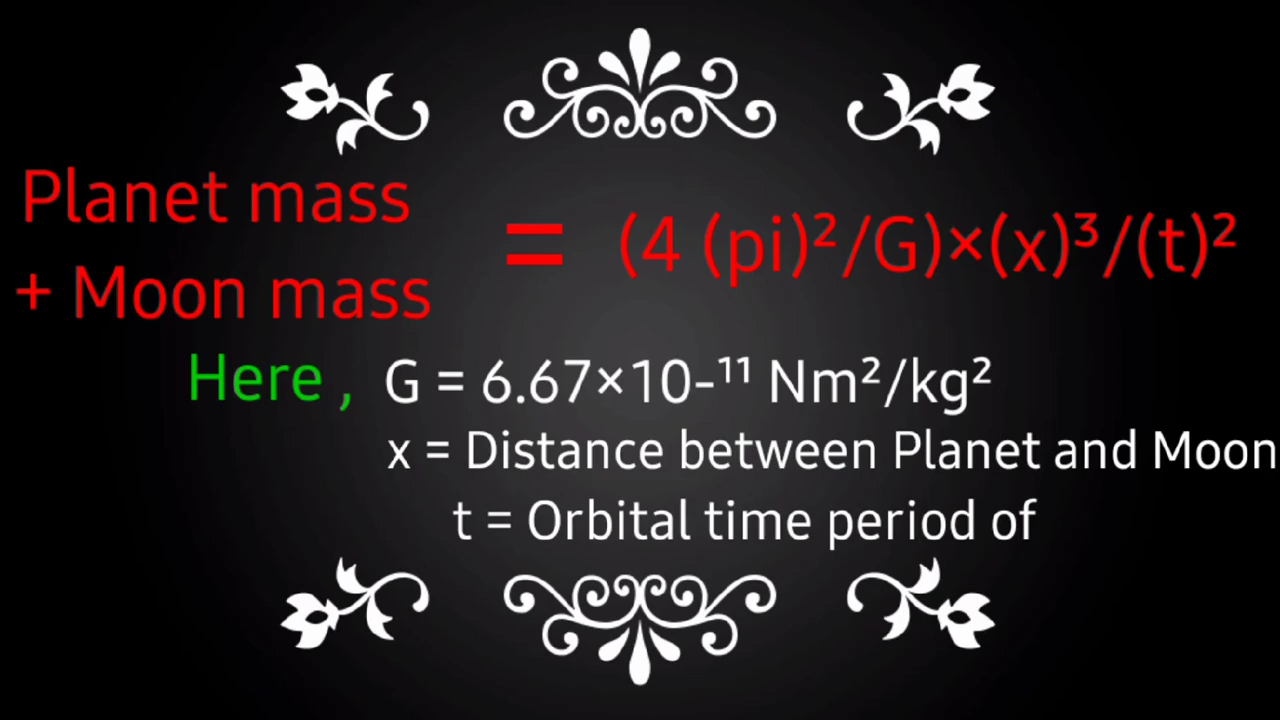 Planet mass
+ Moon mass
= (4 (pi)²/G)×(x)³/(t)²
Here , G = 6.67×10-¹¹ Nm²/kg²
x = Distance between Planet and Moon
t = Orbital time period of